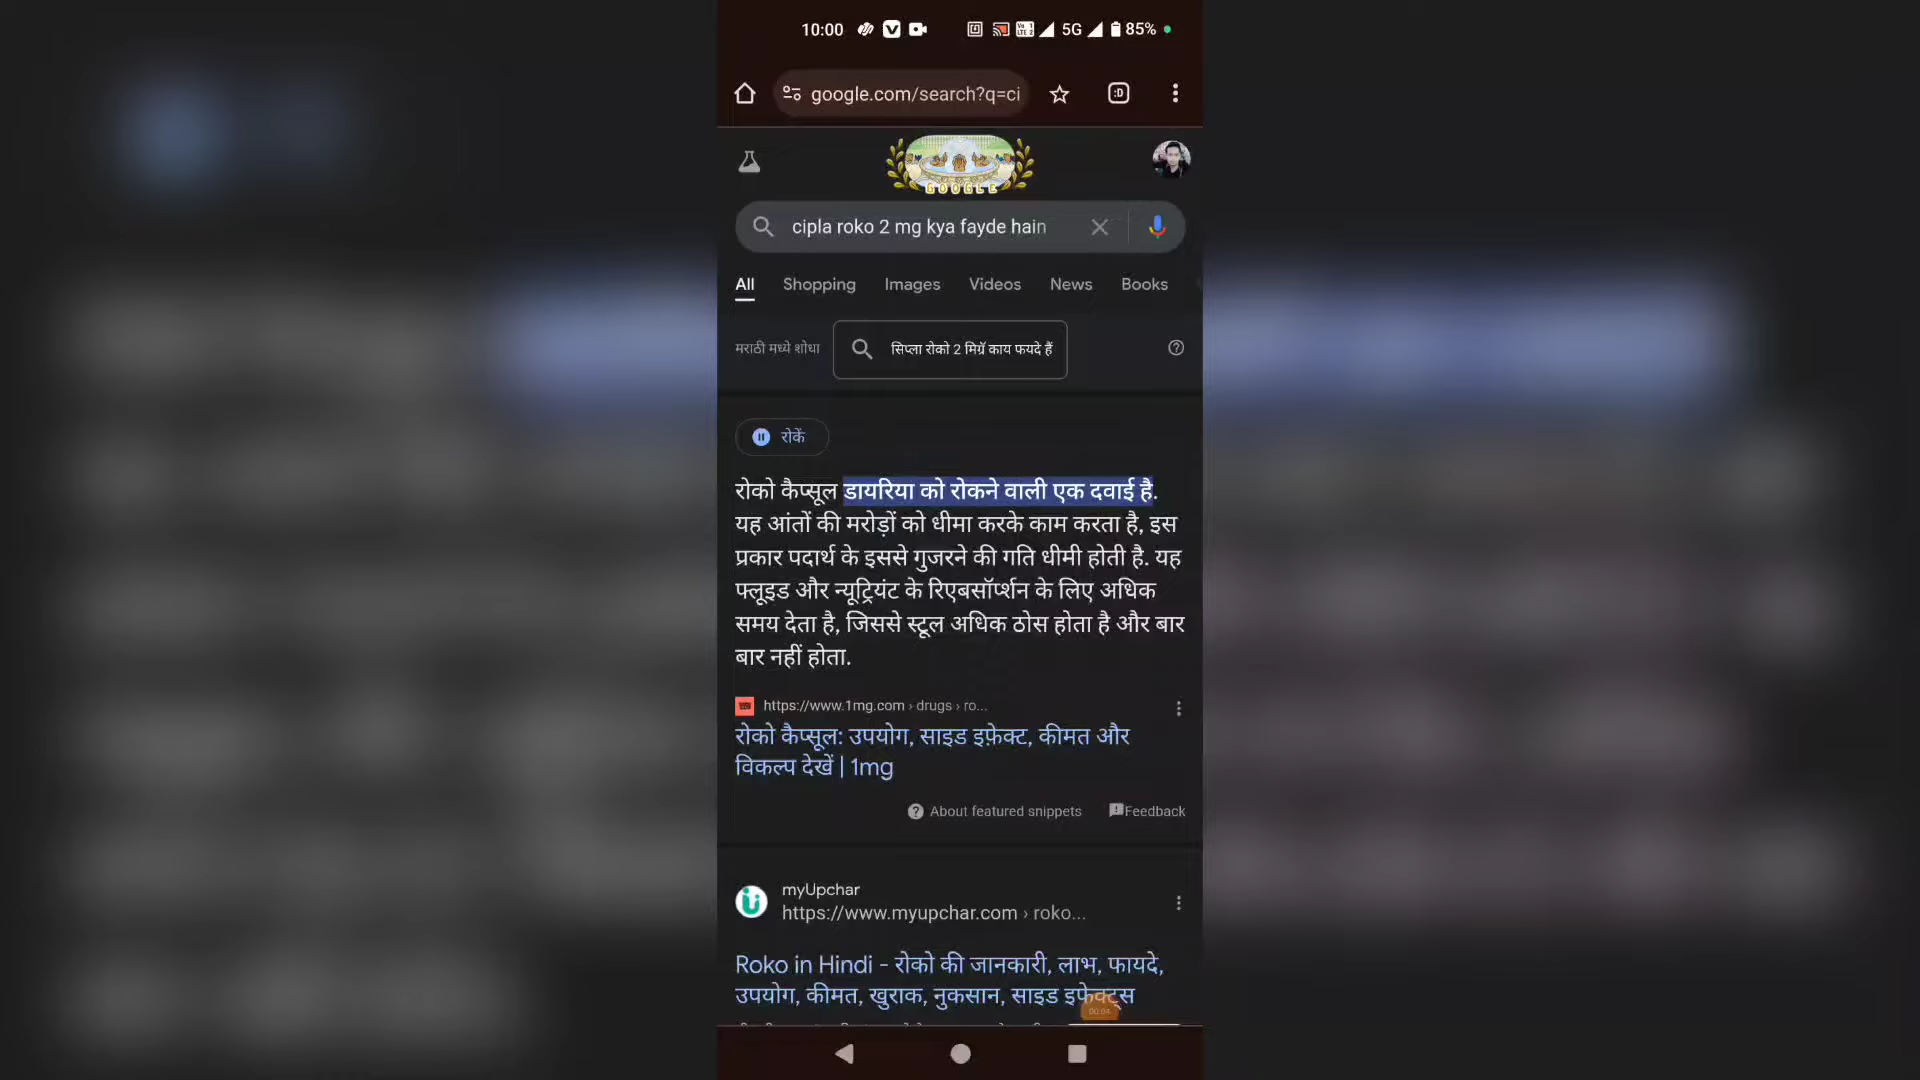 10:00 5G 85%
google.com/search?q=ci :D
GOOGLE
cipla roko 2 mg kya fayde hain
All Shopping Images Videos News Books
मराठी मध्ये शोधा सिप्ला रोको 2 मिग्रॅ काय फयदे हैं
रोकें
रोको कैप्सूल डायरिया को रोकने वाली एक दवाई है.
यह आंतों की मरोड़ों को धीमा करके काम करता है, इस
प्रकार पदार्थ के इससे गुजरने की गति धीमी होती है. यह
फ्लूइड और न्यूट्रियंट के रिएबसॉर्प्शन के लिए अधिक
समय देता है, जिससे स्टूल अधिक ठोस होता है और बार
बार नहीं होता.
https://www.1mg.com › drugs › ro...
रोको कैप्सूल: उपयोग, साइड इफ़ेक्ट, कीमत और
विकल्प देखें | 1mg
About featured snippets Feedback
myUpchar
https://www.myupchar.com › roko...
Roko in Hindi - रोको की जानकारी, लाभ, फायदे,
उपयोग, कीमत, खुराक, नुकसान, साइड इफेक्ट्स
00:04